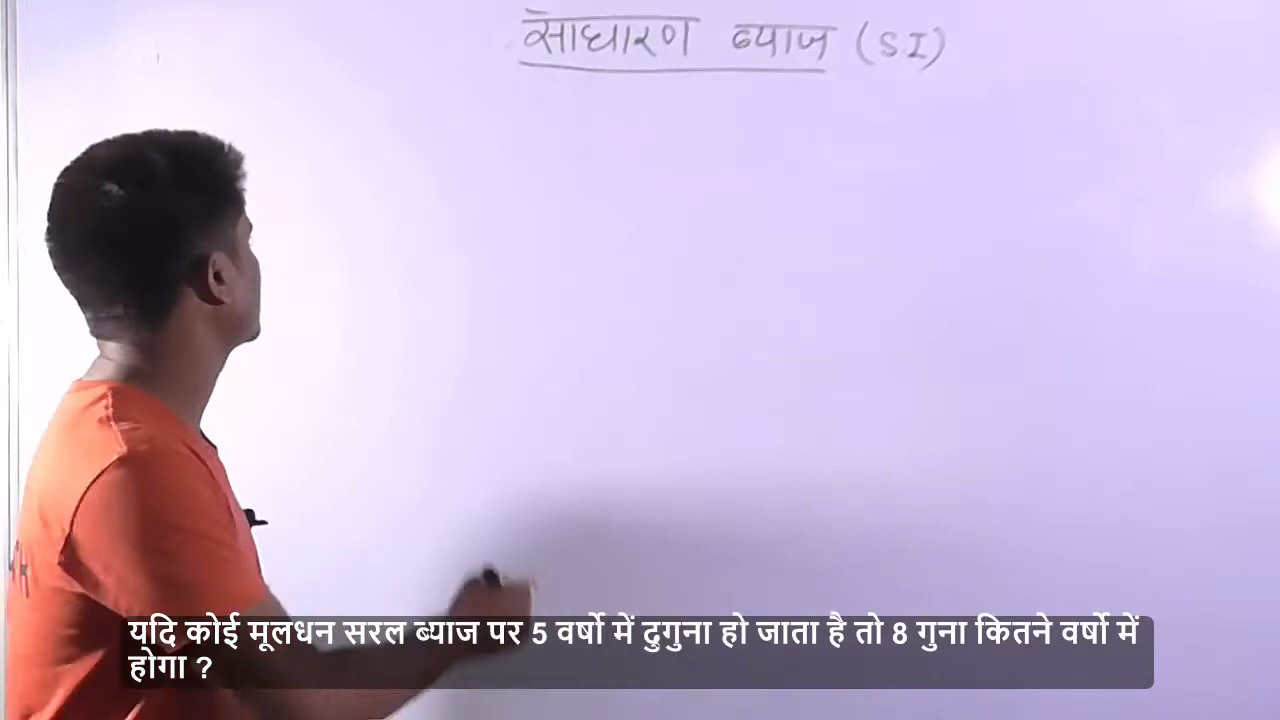 साधारण ब्याज (SI)
यदि कोई मूलधन सरल ब्याज पर 5 वर्षो में दुगुना हो जाता है तो 8 गुना कितने वर्षो में
होगा ?